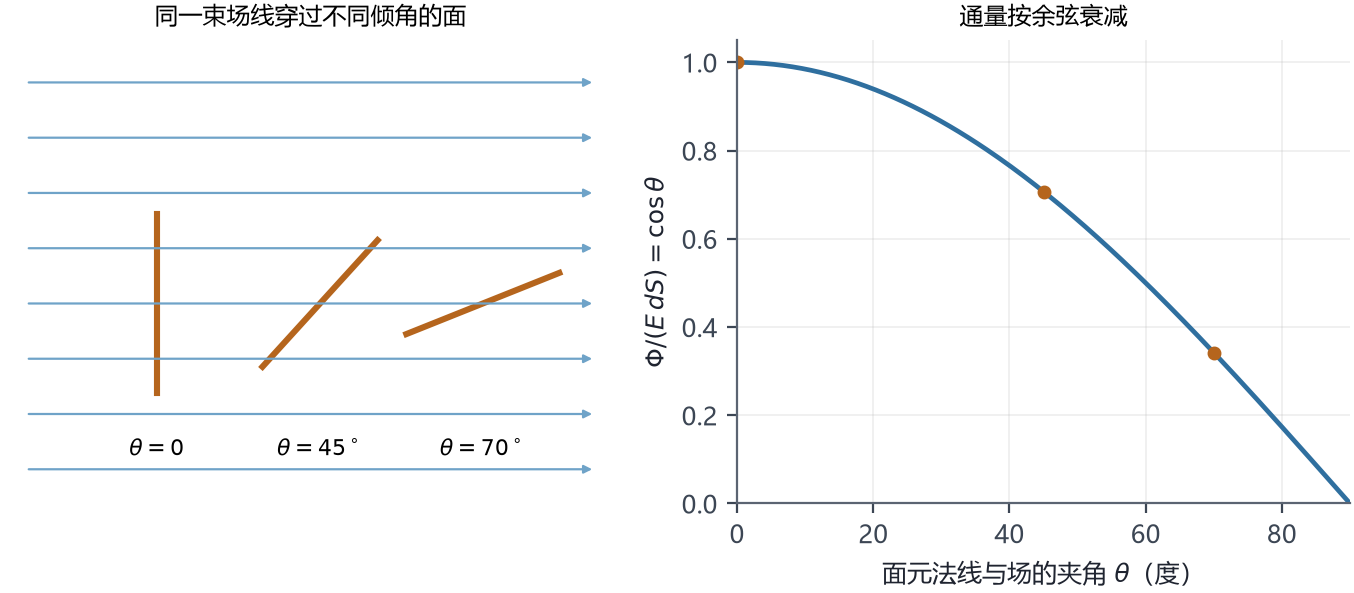 同一束场线穿过不同倾角的面
θ = 0
θ = 45°
θ = 70°
通量按余弦衰减
Φ/(E dS) = cos θ
1.0
0.8
0.6
0.4
0.2
0.0
0
20
40
60
80
面元法线与场的夹角 θ（度）